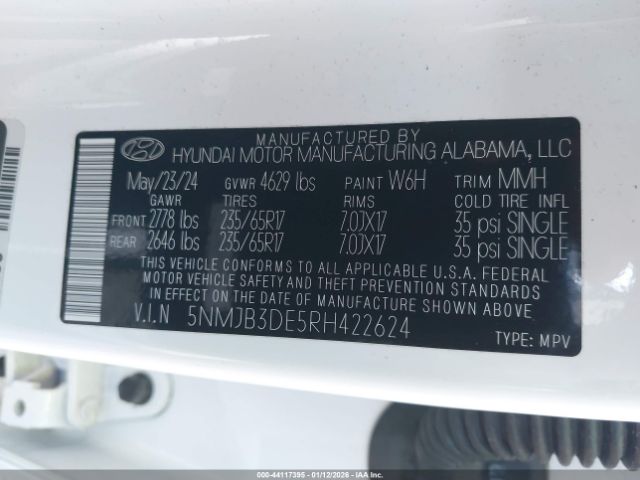 MANUFACTURED BY
HYUNDAI MOTOR MANUFACTURING ALABAMA, LLC
May/23/24 GVWR 4629 lbs PAINT W6H TRIM MMH
GAWR TIRES RIMS COLD TIRE INFL
FRONT 2778 lbs 235/65R17 7.0JX17 35 psi SINGLE
REAR 2646 lbs 235/65R17 7.0JX17 35 psi SINGLE
THIS VEHICLE CONFORMS TO ALL APPLICABLE U.S.A. FEDERAL
MOTOR VEHICLE SAFETY AND THEFT PREVENTION STANDARDS
IN EFFECT ON THE DATE OF MANUFACTURE SHOWN ABOVE.
V.I.N 5NMJB3DE5RH422624
TYPE: MPV
000-44117395 - 01/12/2026 - IAAI.COM